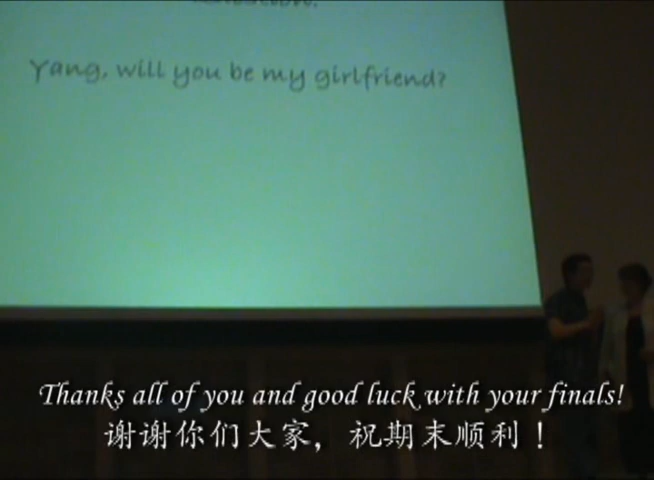 Yang, will you be my girlfriend?
Thanks all of you and good luck with your finals!
谢谢你们大家，祝期末顺利！